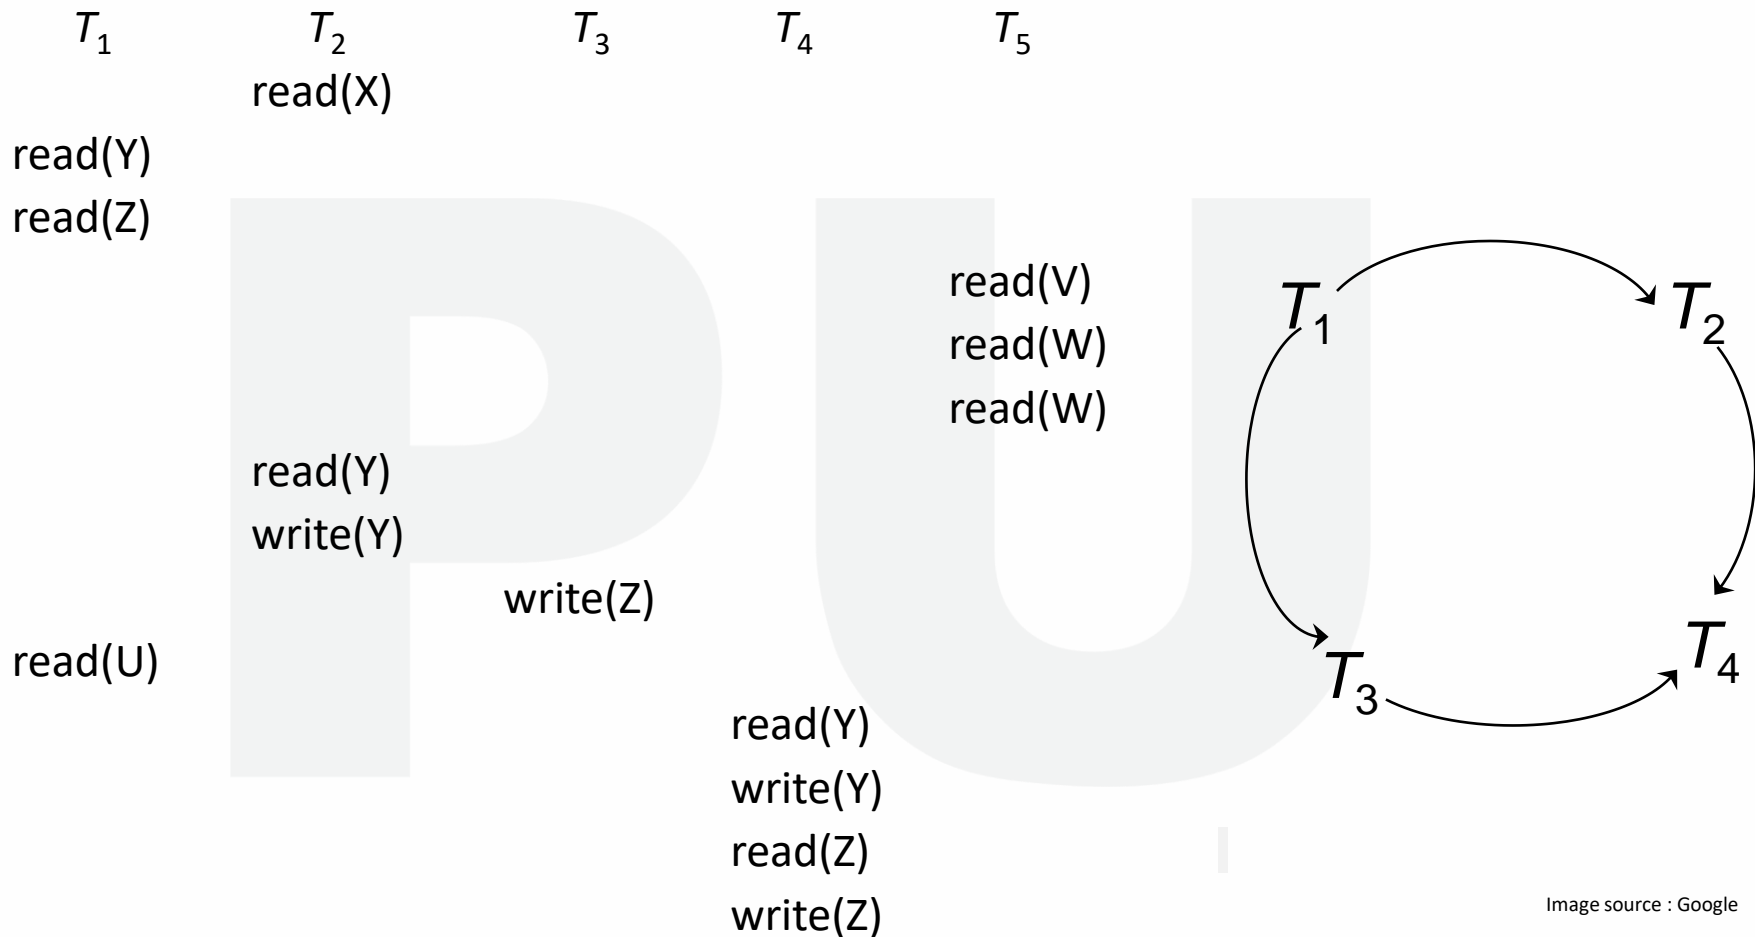 T1 T2 T3 T4 T5
read(X)
read(Y)
read(Z)
read(V)
read(W)
read(W)
read(Y)
write(Y)
write(Z)
read(U)
read(Y)
write(Y)
read(Z)
write(Z)
T1 T2
T3 T4
Image source : Google
PU